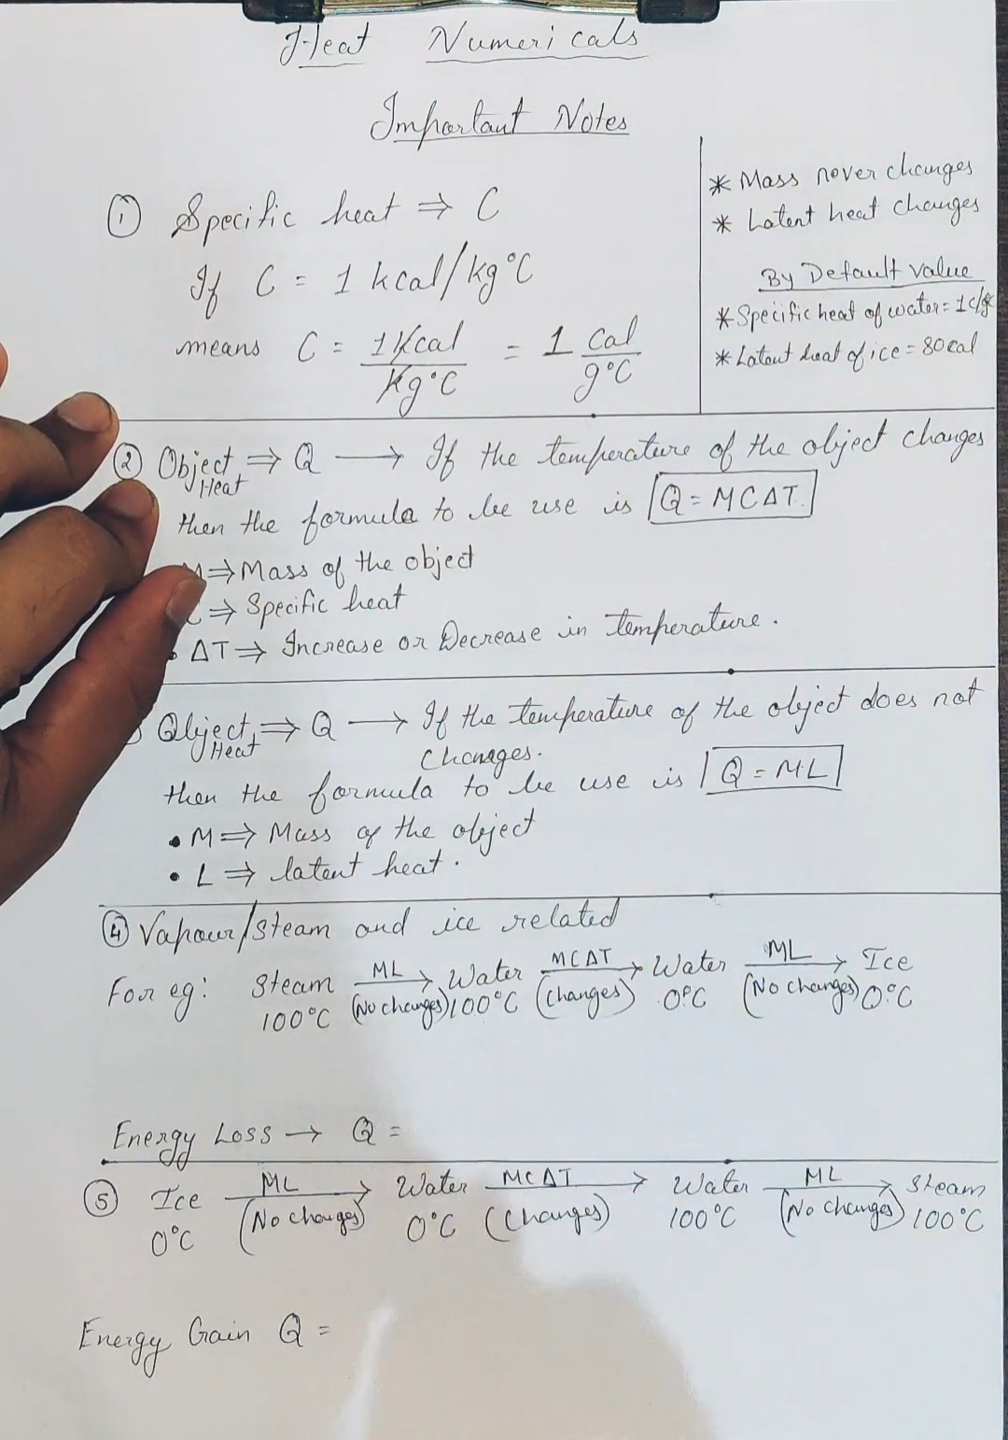 Heat Numericals
Important Notes
① Specific heat ⇒ C
If C = 1 kcal/kg°C
means C = 1 Kcal / Kg°C = 1 Cal / g°C
* Mass never changes
* Latent heat changes
By Default value
* Specific heat of water = 1c/g
* Latent heat of ice = 80cal
② Object Heat ⇒ Q → If the temperature of the object changes
then the formula to be use is Q = MCΔT.
M ⇒ Mass of the object
⇒ Specific heat
• ΔT ⇒ Increase or Decrease in temperature.
Object Heat ⇒ Q → If the temperature of the object does not
changes.
then the formula to be use is Q = ML
• M ⇒ Mass of the object
• L ⇒ latent heat.
④ Vapour/steam and ice related
For eg: Steam 100°C ML→ (No changes) Water 100°C MCΔT→ (changes) Water 0°C ML→ (No changes) Ice 0°C
Energy Loss → Q =
⑤ Ice 0°C ML→ (No changes) Water 0°C MCΔT→ (changes) Water 100°C ML→ (No changes) Steam 100°C
Energy Gain Q =